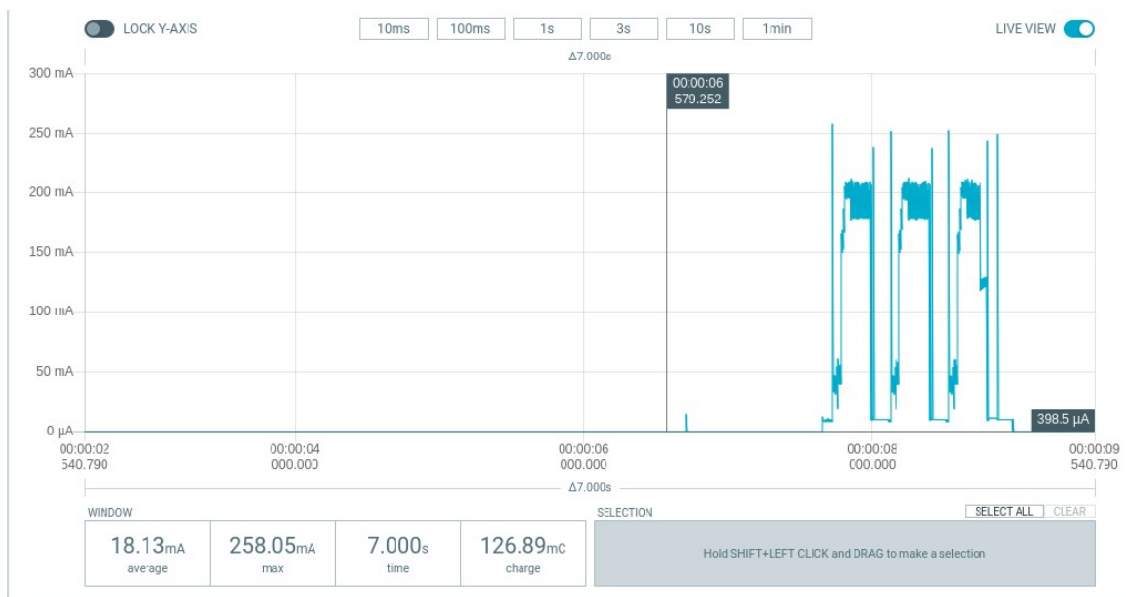 LOCK Y-AXIS
10ms 100ms 1s 3s 10s 1min
LIVE VIEW
Δ7.000s
300 mA
250 mA
200 mA
150 mA
100 mA
50 mA
0 µA
00:00:06
579.252
398.5 µA
00:00:02 00:00:04 00:00:06 00:00:08 00:00:09
540.790 000.000 000.000 000.000 540.790
Δ7.000s
WINDOW
18.13mA 258.05mA 7.000s 126.89mC
average max time charge
SELECTION
SELECT ALL CLEAR
Hold SHIFT+LEFT CLICK and DRAG to make a selection